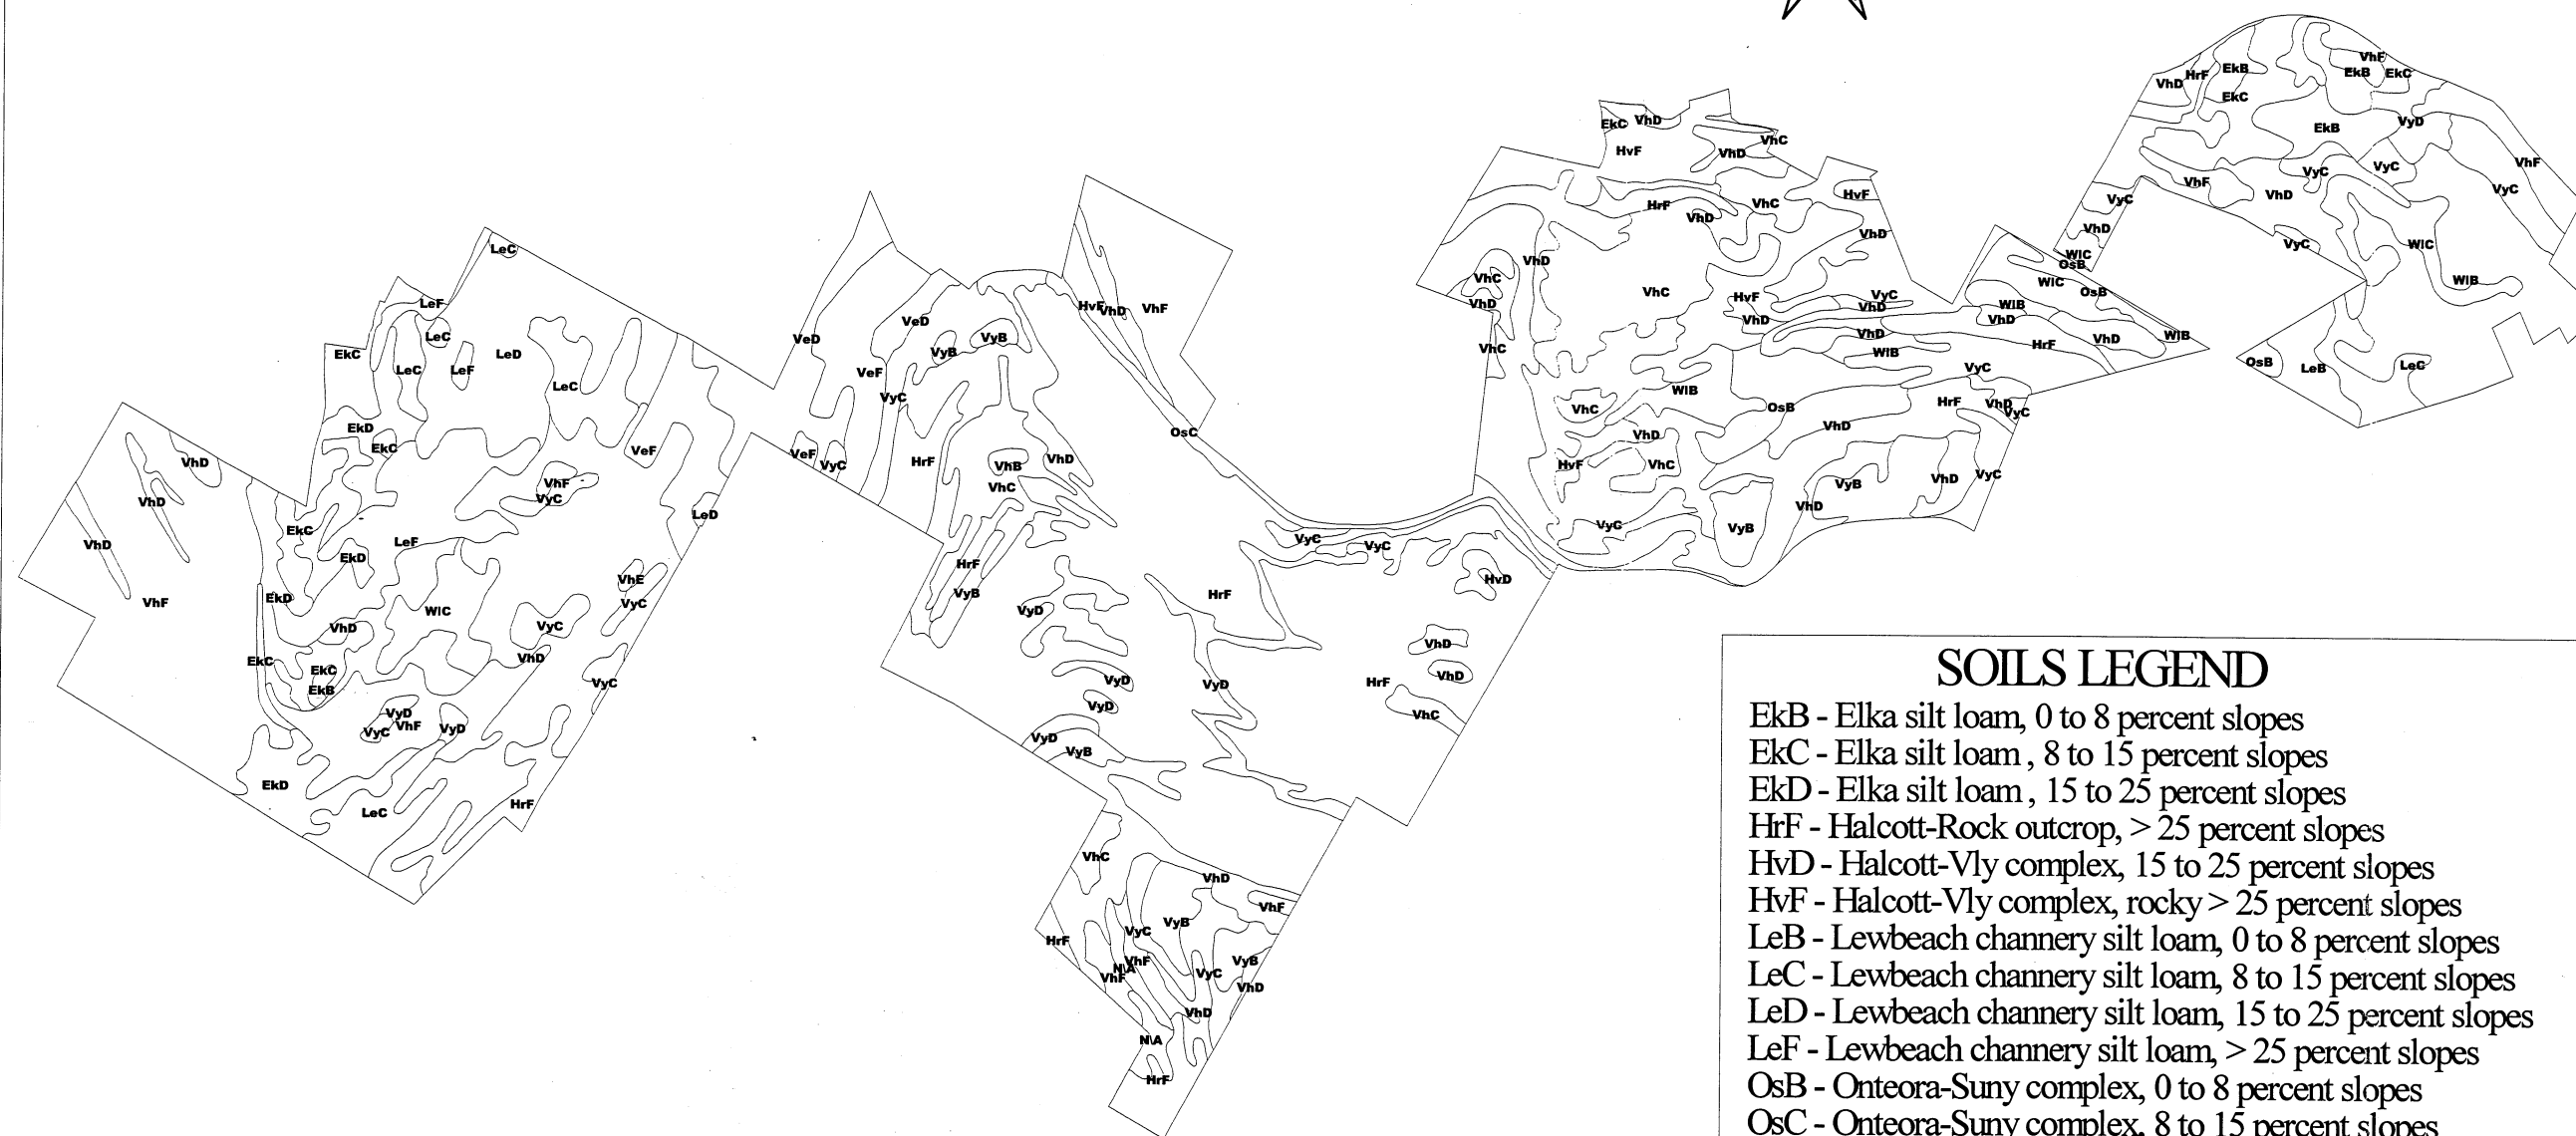 LeC
LeF
LeC
EkC
LeC
LeF
LeD
LeC
EkD
EkC
VeF
VhD
VhD
VhD
VhF
VhF
VyC
LeD
EkC
LeF
EkD
EkD
VhE
VyC
WlC
VyC
VhD
VhD
EkC
EkC
EkB
VyC
VyD
VhF
VyC
VyD
EkD
LeC
HrF
VeD
VeD
VyB
VyB
VeF
VyC
VeF
VyC
HrF
VhB
VhC
VhD
HvF
VhD
VhF
OsC
HrF
VyB
VyD
VyD
VyD
VyD
VyB
VyC
VyC
HrF
HvD
VhD
VhD
VyD
HrF
VhC
VhC
VhD
VhF
VyB
VyC
HrF
VhF
N\A
VhF
VyC
VyB
VhD
VhD
N\A
HrF
EkC
VhD
HvF
VhC
VhD
HvF
HrF
VhD
VhC
VhD
VhD
VhC
VhD
VhC
VhC
HvF
VhD
VyC
VhD
VhD
WlB
WlB
VhC
OsB
VhD
VhD
HvF
VhC
VyC
VyB
VyB
VhD
VhD
VyC
HrF
VhD
VyC
VyC
WlC
OsB
WlB
VhD
HrF
VhD
WlB
VhD
HrF
EkB
EkC
VhF
EkB
EkC
EkB
VyD
VhF
VyC
VyC
VyC
VhF
VhD
VyC
VhD
WlC
OsB
VyC
WlC
WlB
OsB
LeB
LeC
SOILS LEGEND
EkB - Elka silt loam, 0 to 8 percent slopes
EkC - Elka silt loam , 8 to 15 percent slopes
EkD - Elka silt loam , 15 to 25 percent slopes
HrF - Halcott-Rock outcrop, > 25 percent slopes
HvD - Halcott-Vly complex, 15 to 25 percent slopes
HvF - Halcott-Vly complex, rocky > 25 percent slopes
LeB - Lewbeach channery silt loam, 0 to 8 percent slopes
LeC - Lewbeach channery silt loam, 8 to 15 percent slopes
LeD - Lewbeach channery silt loam, 15 to 25 percent slopes
LeF - Lewbeach channery silt loam, > 25 percent slopes
OsB - Onteora-Suny complex, 0 to 8 percent slopes
OsC - Onteora-Suny complex, 8 to 15 percent slopes